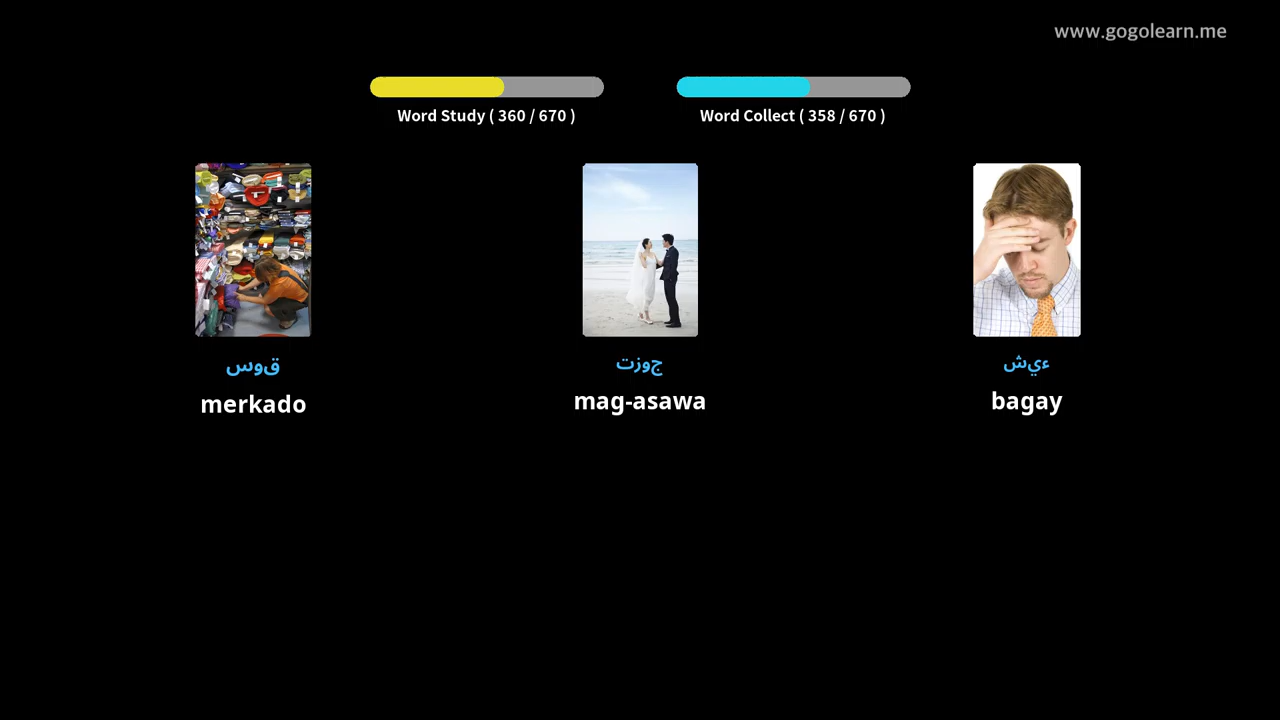 www.gogolearn.me
Word Study ( 360 / 670 )
Word Collect ( 358 / 670 )
قوس
merkado
جوزت
mag-asawa
ءيش
bagay